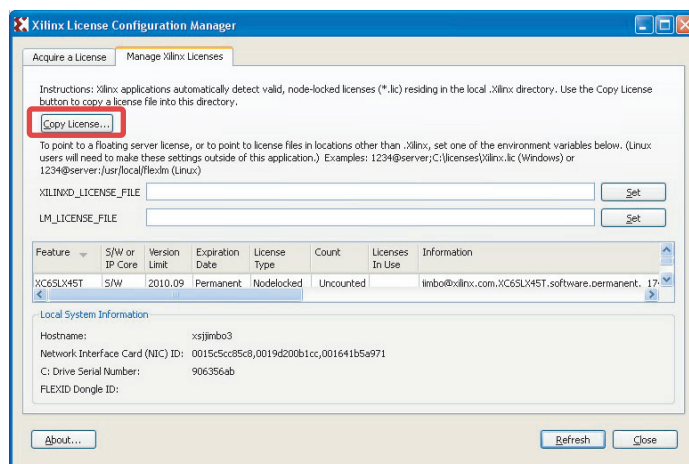 Xilinx License Configuration Manager
Acquire a License Manage Xilinx Licenses
Instructions: Xilinx applications automatically detect valid, node-locked licenses (*.lic) residing in the local .Xilinx directory. Use the Copy License
button to copy a license file into this directory.
Copy License...
To point to a floating server license, or to point to license files in locations other than .Xilinx, set one of the environment variables below. (Linux
users will need to make these settings outside of this application.) Examples: 1234@server;C:\licenses\Xilinx.lic (Windows) or
1234@server:/usr/local/flexlm (Linux)
XILINXD_LICENSE_FILE Set
LM_LICENSE_FILE Set
Feature S/W or Version Expiration License Count Licenses Information
IP Core Limit Date Type In Use
XC6SLX45T S/W 2010.09 Permanent Nodelocked Uncounted jimbo@xilinx.com.XC6SLX45T.software.permanent. 174
Local System Information
Hostname: xsjjimbo3
Network Interface Card (NIC) ID: 0015c5cc85c8,0019d200b1cc,001641b5a971
C: Drive Serial Number: 906356ab
FLEXID Dongle ID:
About... Refresh Close